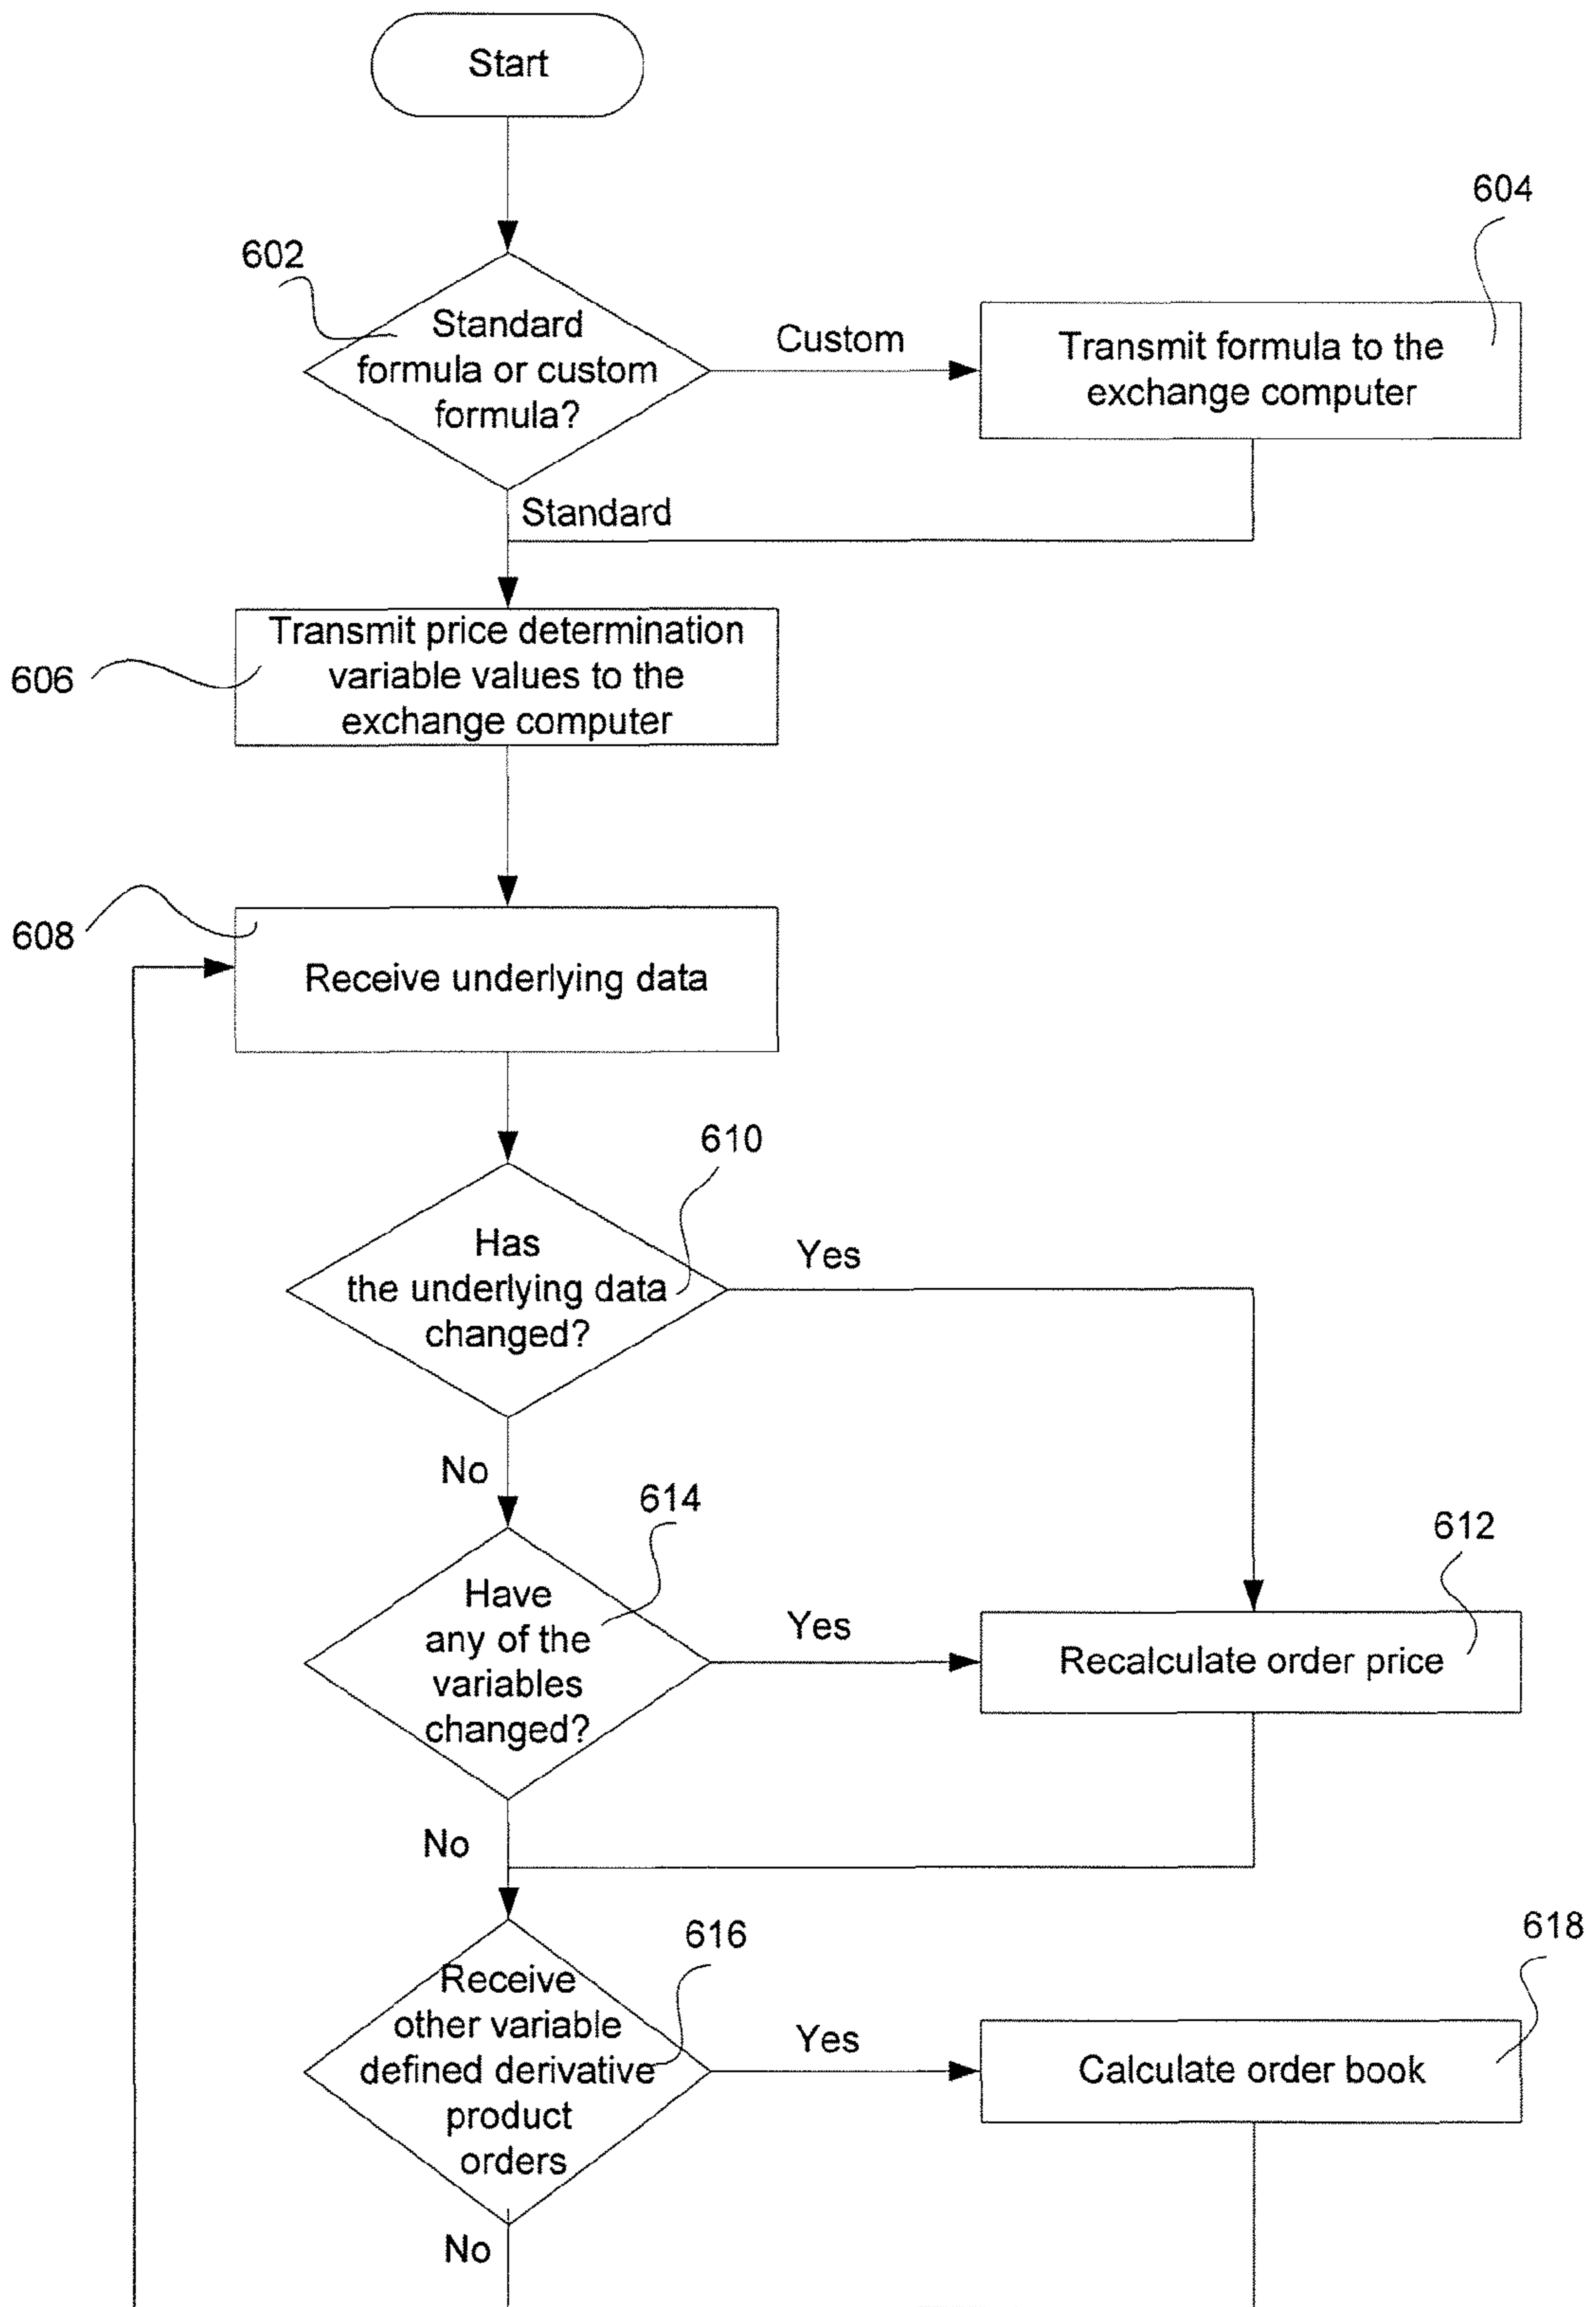 Start
604
602
Standard
formula or custom
formula?
Custom
Transmit formula to the
exchange computer
Standard
Transmit price determination
variable values to the
exchange computer
606
608
Receive underlying data
610
Has
the underlying data
changed?
Yes
No
614
612
Have
any of the
variables
changed?
Yes
Recalculate order price
No
616
618
Receive
other variable
defined derivative
product
orders
Yes
Calculate order book
No